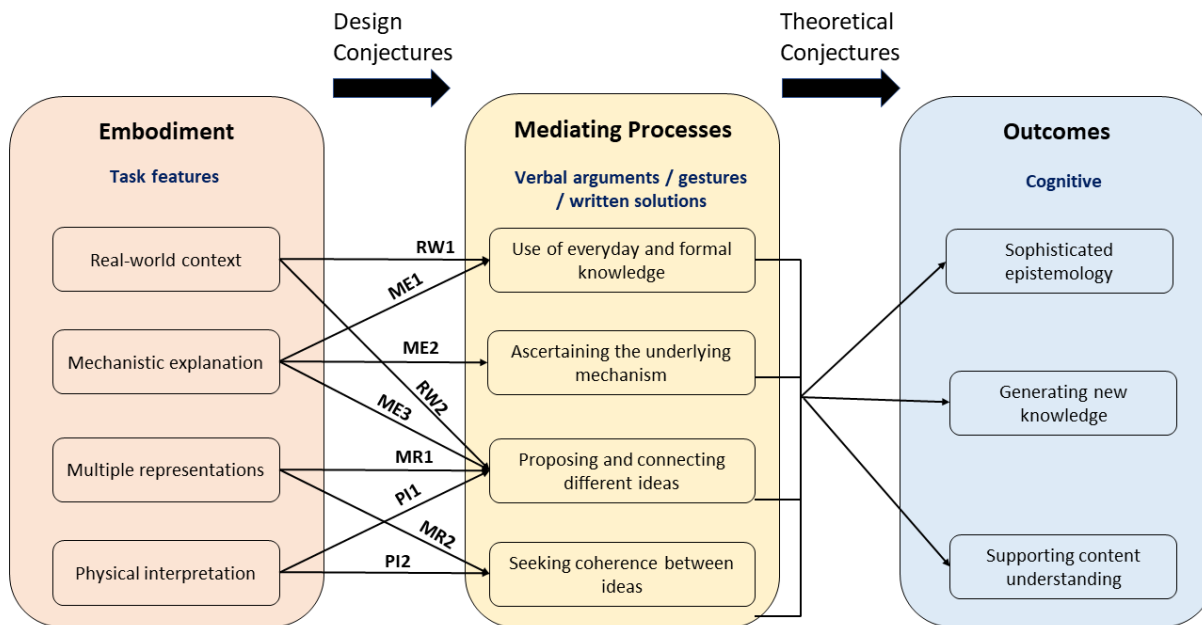 Design
Conjectures
Theoretical
Conjectures
Embodiment
Task features
Real-world context
Mechanistic explanation
Multiple representations
Physical interpretation
RW1
ME1
ME2
RW2
ME3
MR1
PI1
MR2
PI2
Mediating Processes
Verbal arguments / gestures
/ written solutions
Use of everyday and formal
knowledge
Ascertaining the underlying
mechanism
Proposing and connecting
different ideas
Seeking coherence between
ideas
Outcomes
Cognitive
Sophisticated
epistemology
Generating new
knowledge
Supporting content
understanding